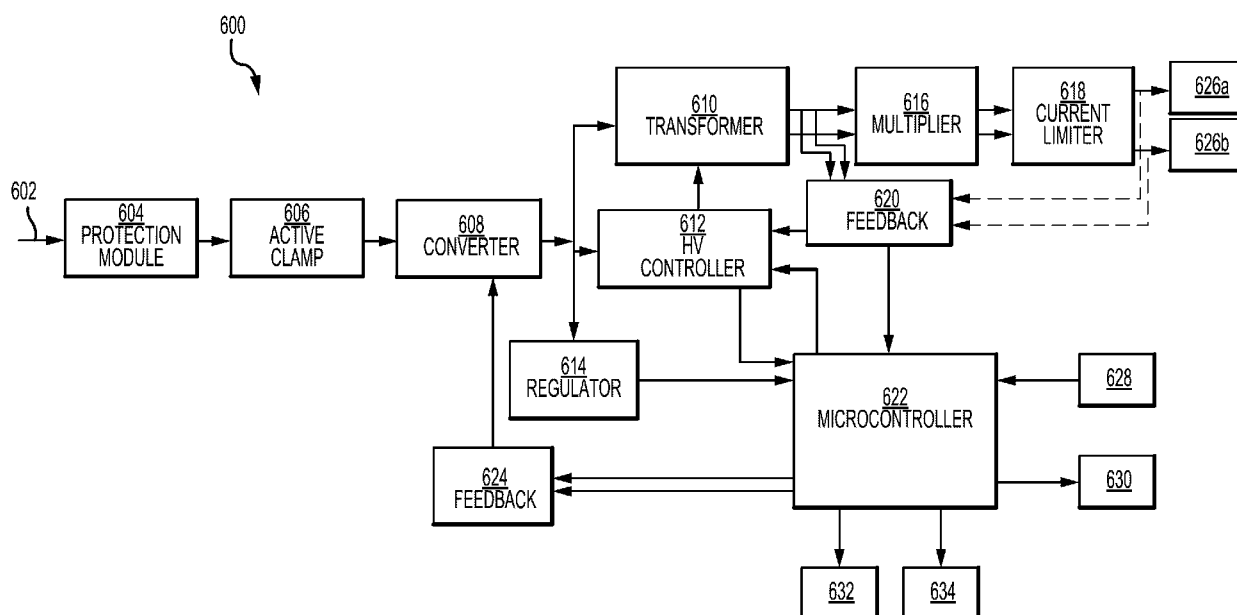 600
602
604
PROTECTION
MODULE
606
ACTIVE
CLAMP
608
CONVERTER
610
TRANSFORMER
616
MULTIPLIER
618
CURRENT
LIMITER
626a
626b
612
HV
CONTROLLER
620
FEEDBACK
614
REGULATOR
622
MICROCONTROLLER
628
624
FEEDBACK
630
632
634